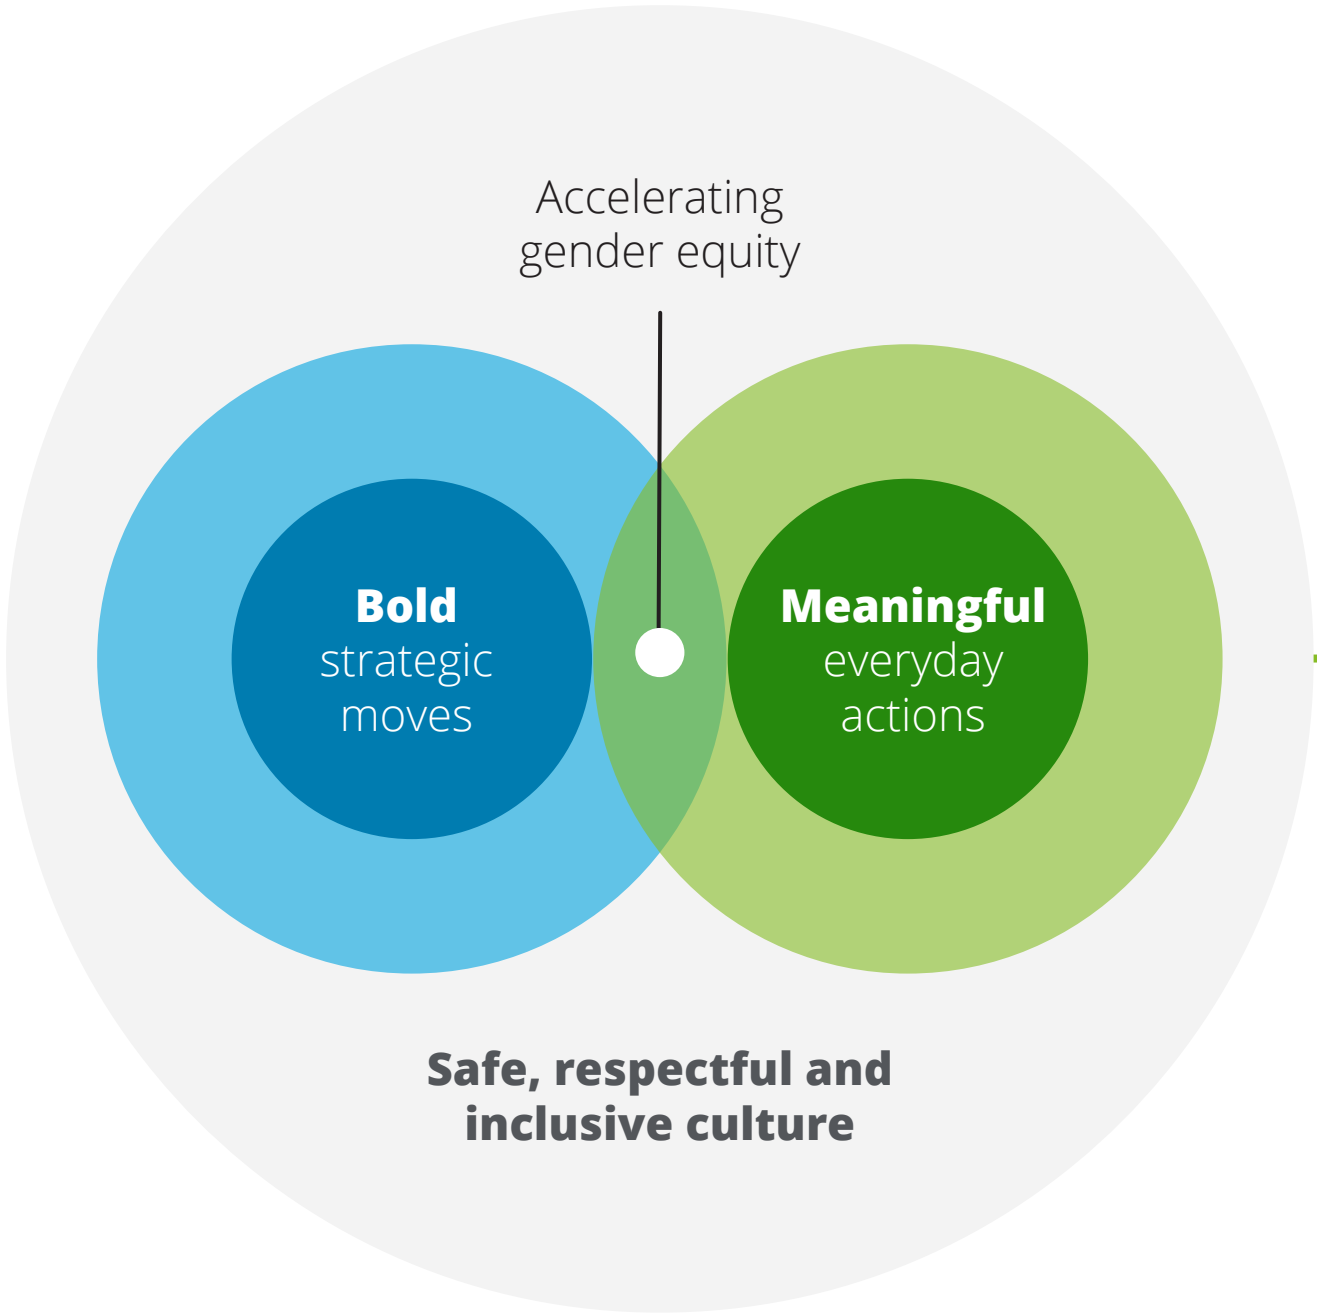 Accelerating
gender equity
Bold
strategic
moves
Meaningful
everyday
actions
Safe, respectful and
inclusive culture